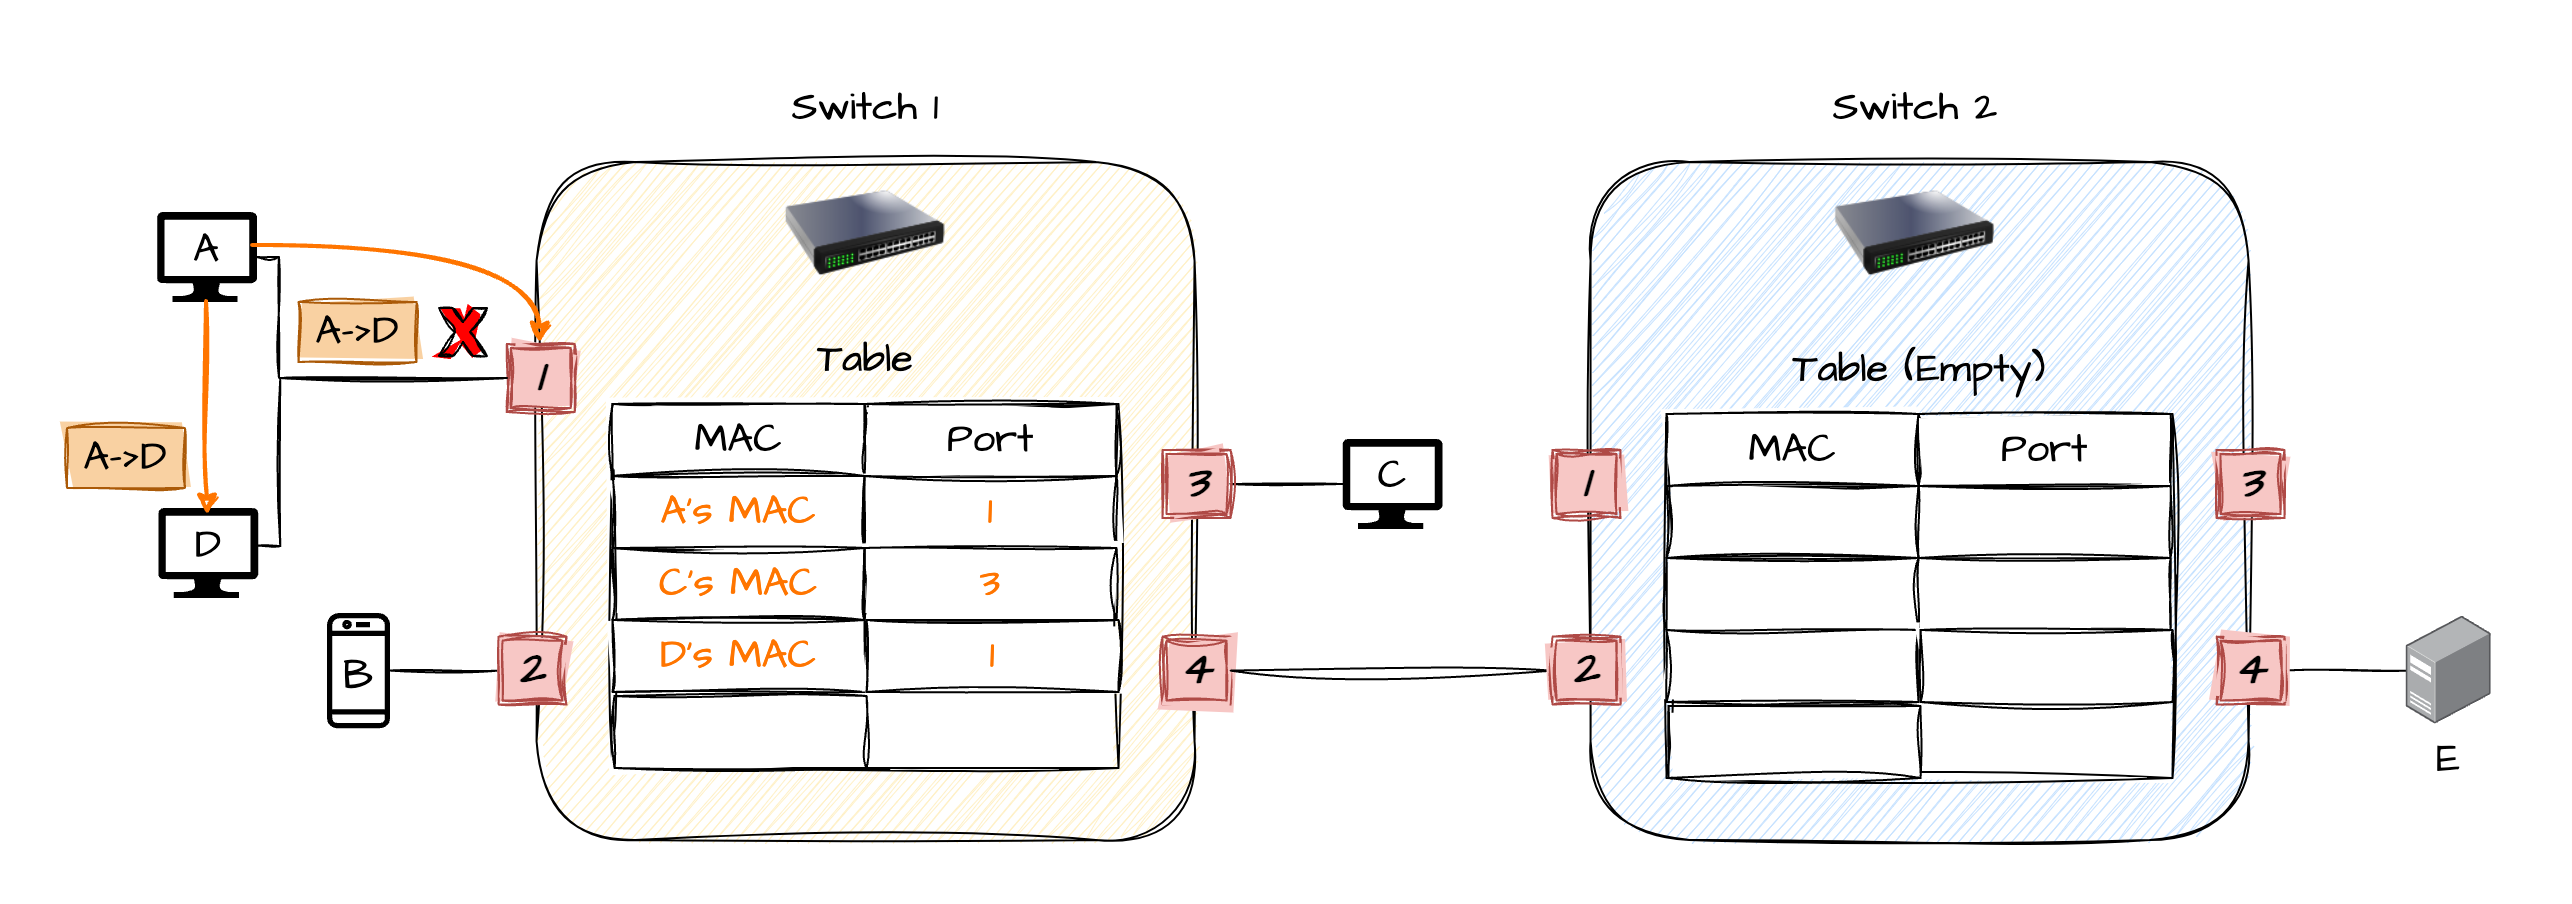 Switch 1
Switch 2
A
A->D
X
1
Table
Table (Empty)
MAC Port
MAC Port
A->D
A's MAC 1
3
C
1
3
D
C's MAC 3
D's MAC 1
B
2
4
2
4
E